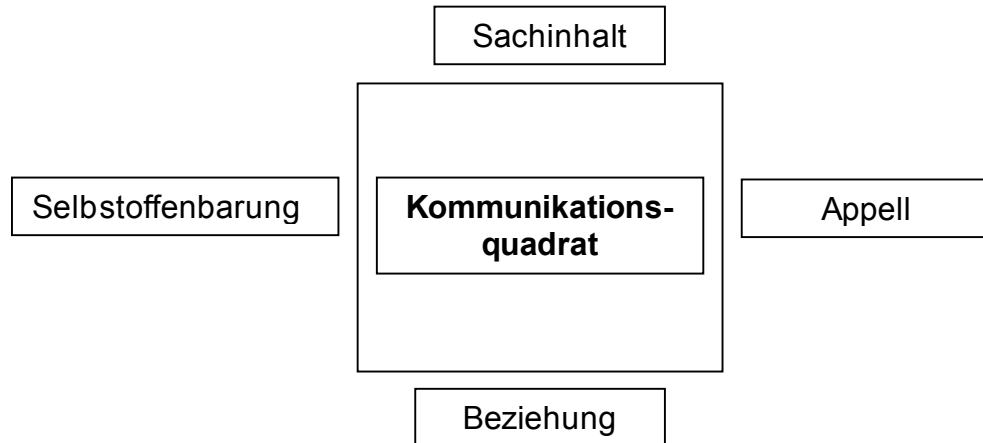 Sachinhalt
Selbstoffenbarung
Kommunikations-
quadrat
Appell
Beziehung